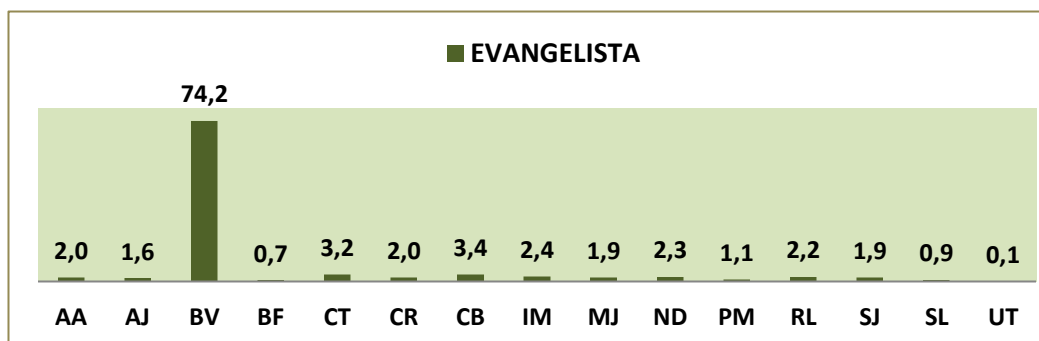 EVANGELISTA
74,2
2,0 1,6 0,7 3,2 2,0 3,4 2,4 1,9 2,3 1,1 2,2 1,9 0,9 0,1
AA AJ BV BF CT CR CB IM MJ ND PM RL SJ SL UT